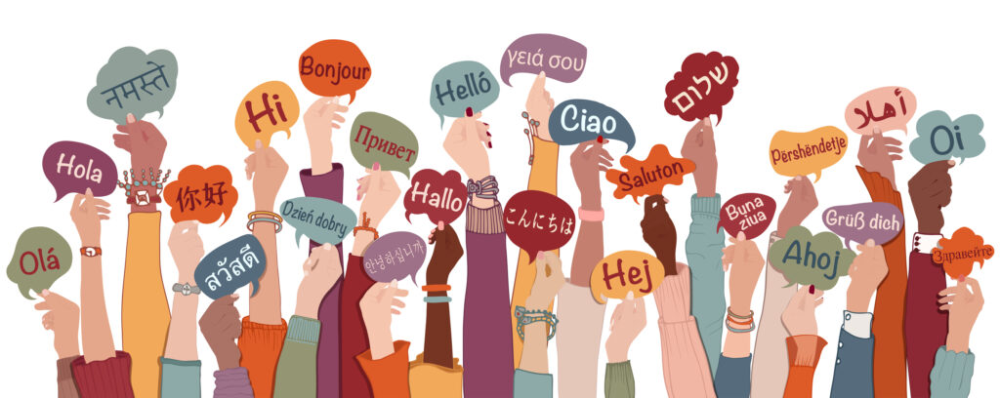 Olá
Hola
नमस्ते
你好
สวัสดี
Hi
Bonjour
Dzień dobry
Привет
안녕하십니까
Hallo
Helló
γειά σου
こんにちは
Ciao
Hej
Saluton
שלום
Buna
ziua
Përshëndetje
Ahoj
أهلا
Grüß dich
Oi
Здравейте